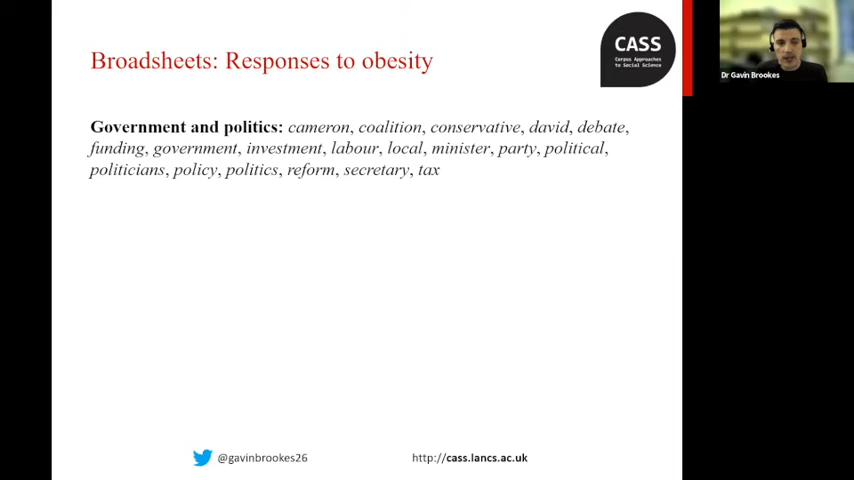 Broadsheets: Responses to obesity
CASS
Corpus Approaches
to Social Science
Dr Gavin Brookes
Government and politics: cameron, coalition, conservative, david, debate,
funding, government, investment, labour, local, minister, party, political,
politicians, policy, politics, reform, secretary, tax
@gavinbrookes26
http://cass.lancs.ac.uk